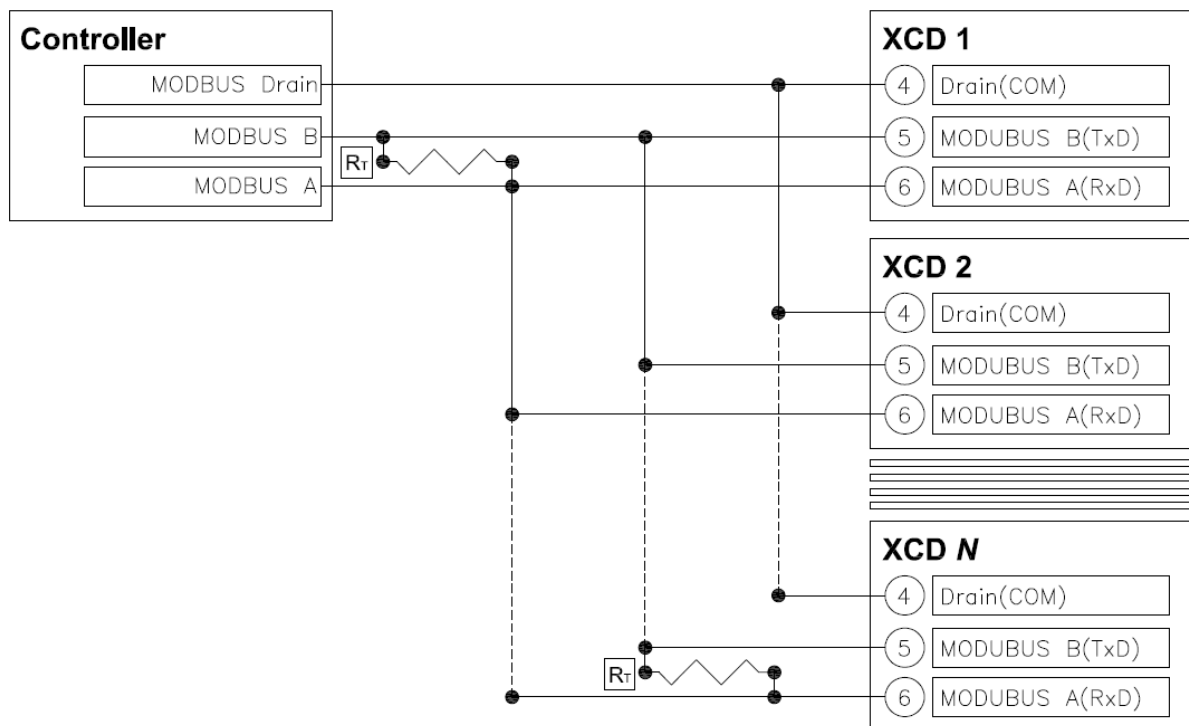 Controller
MODBUS Drain
MODBUS B
MODBUS A
RT
XCD 1
4 Drain(COM)
5 MODUBUS B(TxD)
6 MODUBUS A(RxD)
XCD 2
4 Drain(COM)
5 MODUBUS B(TxD)
6 MODUBUS A(RxD)
XCD N
4 Drain(COM)
5 MODUBUS B(TxD)
RT
6 MODUBUS A(RxD)